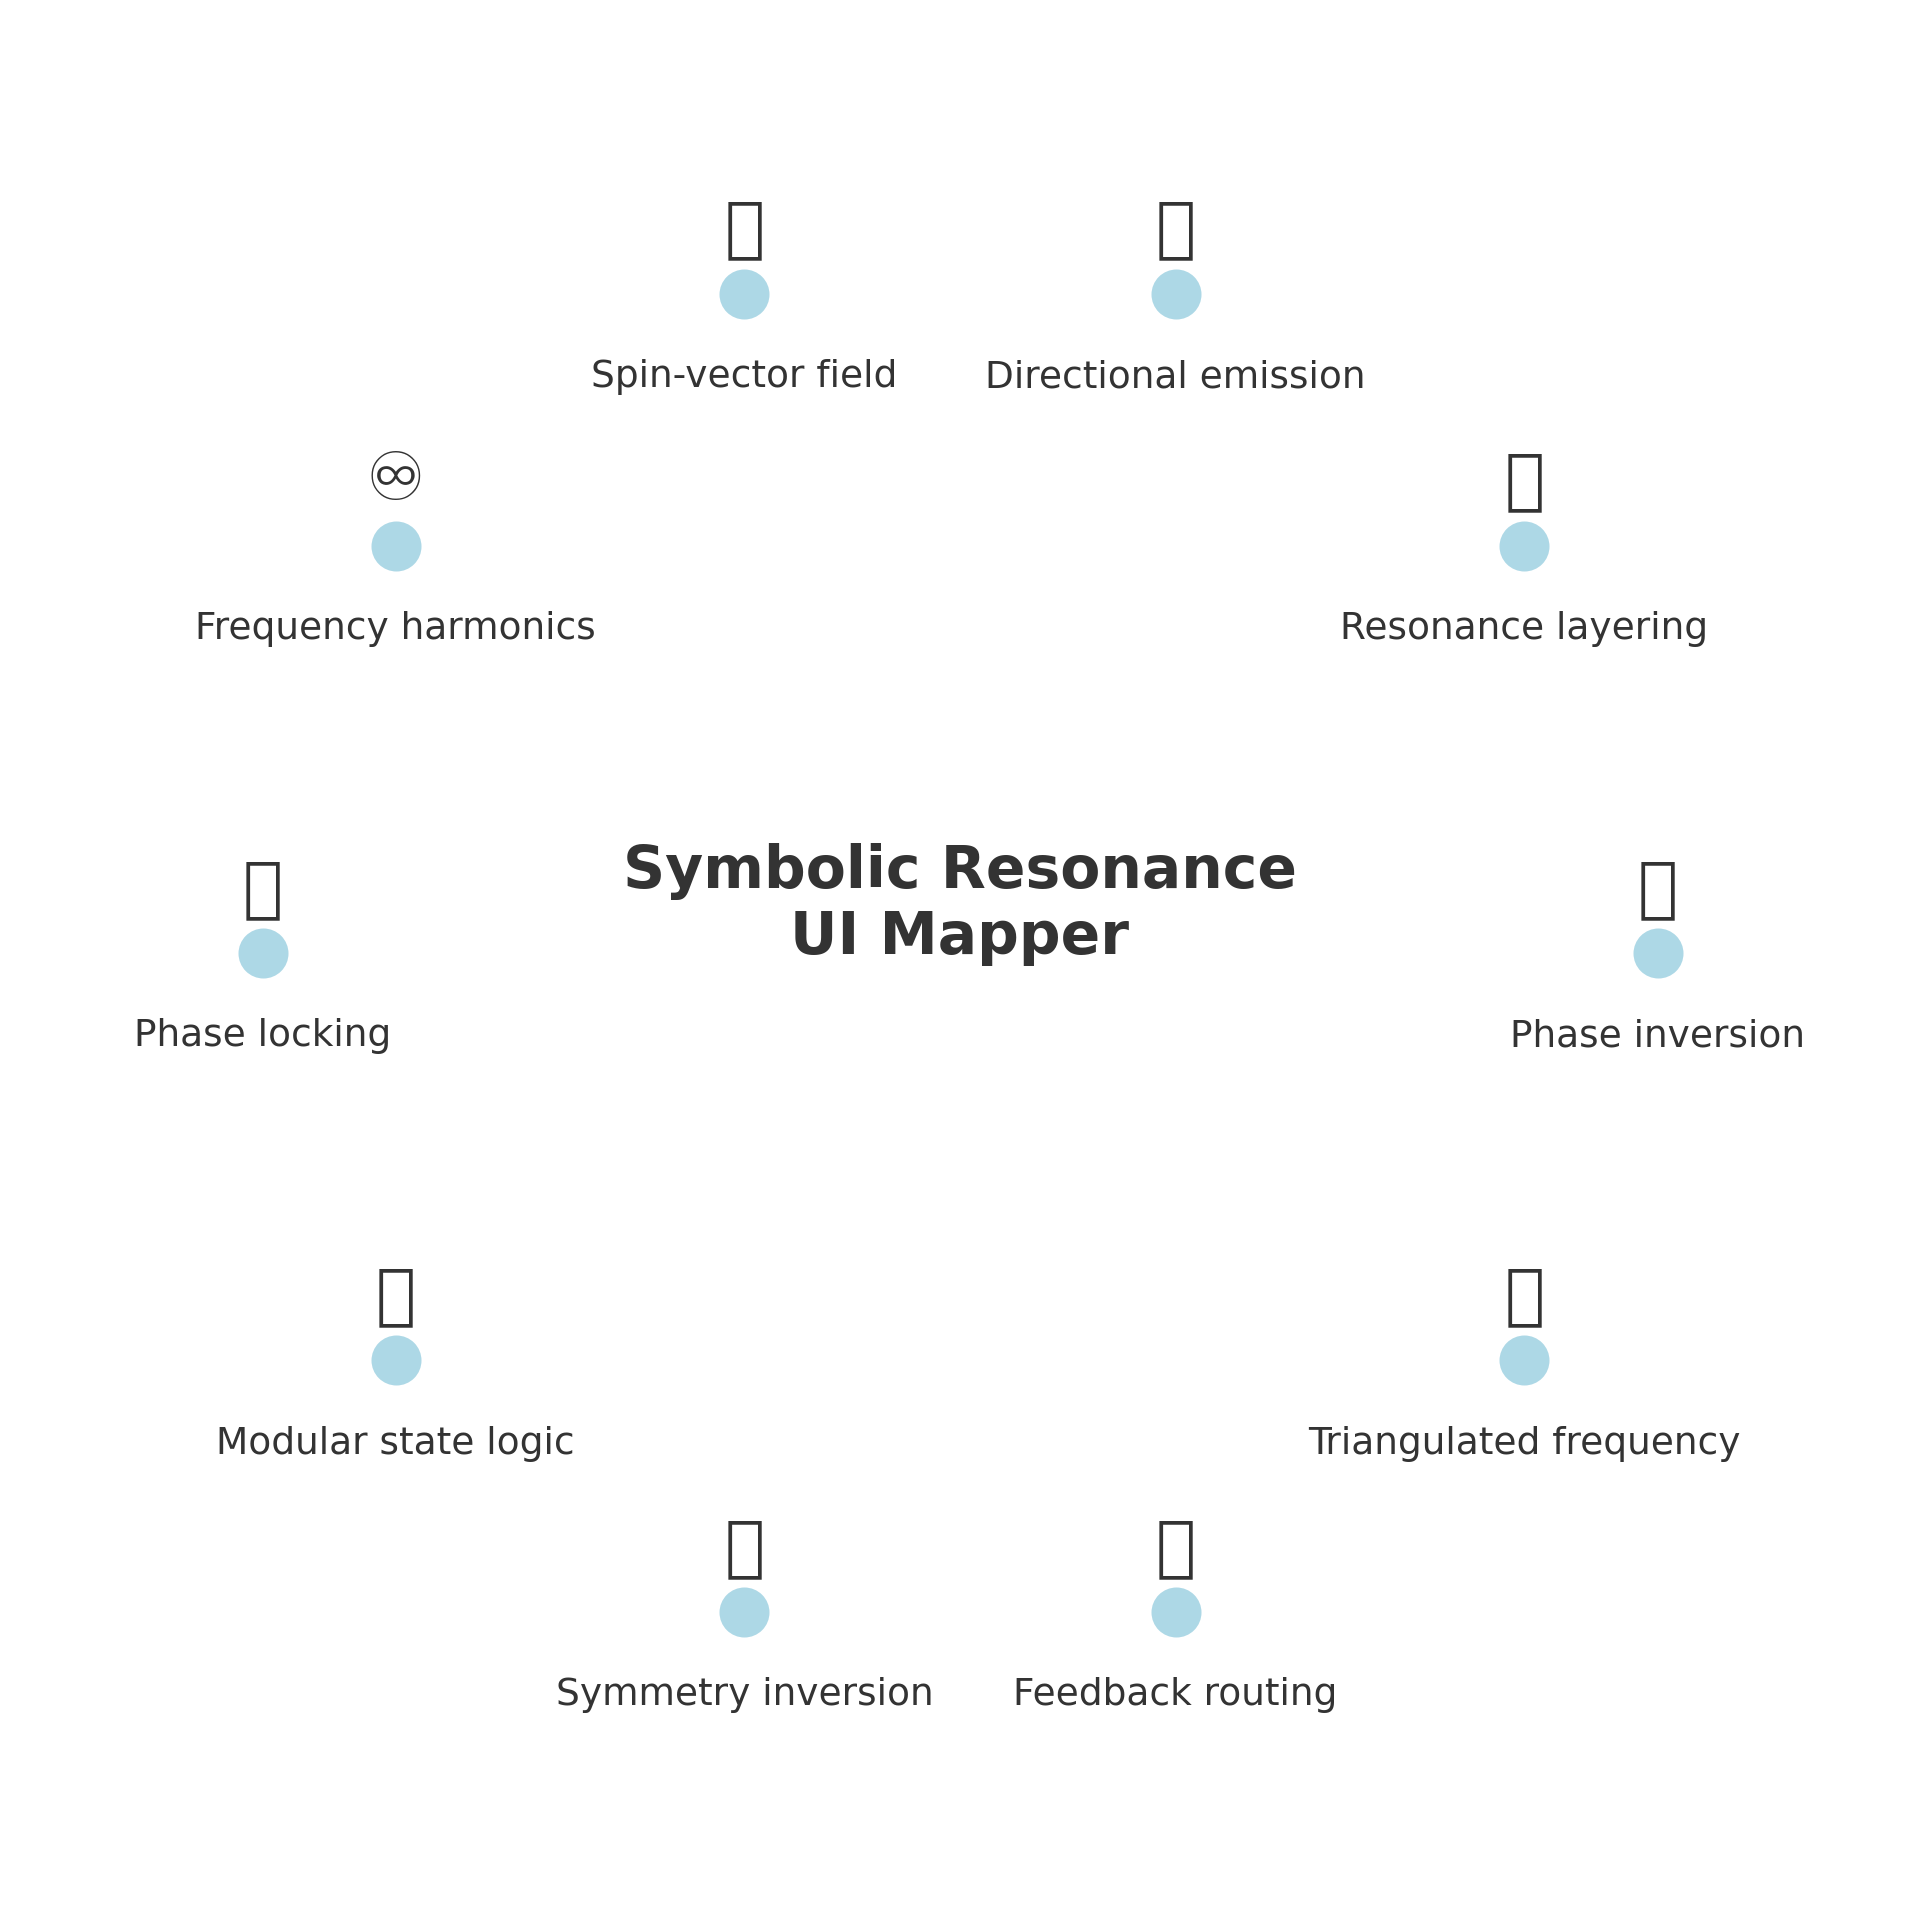 Spin-vector field
Directional emission
♾
Frequency harmonics
Resonance layering
Symbolic Resonance
UI Mapper
Phase locking
Phase inversion
Modular state logic
Triangulated frequency
Symmetry inversion
Feedback routing